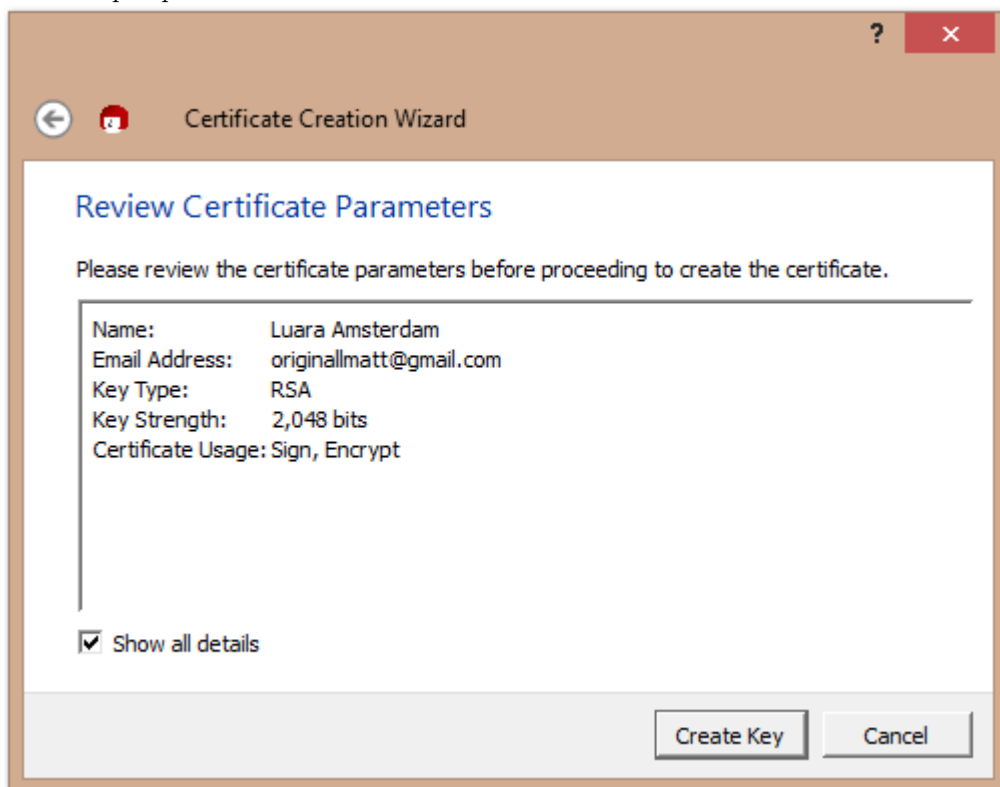 ?
Certificate Creation Wizard
Review Certificate Parameters
Please review the certificate parameters before proceeding to create the certificate.
Name: Luara Amsterdam
Email Address: originallmatt@gmail.com
Key Type: RSA
Key Strength: 2,048 bits
Certificate Usage: Sign, Encrypt
Show all details
Create Key Cancel